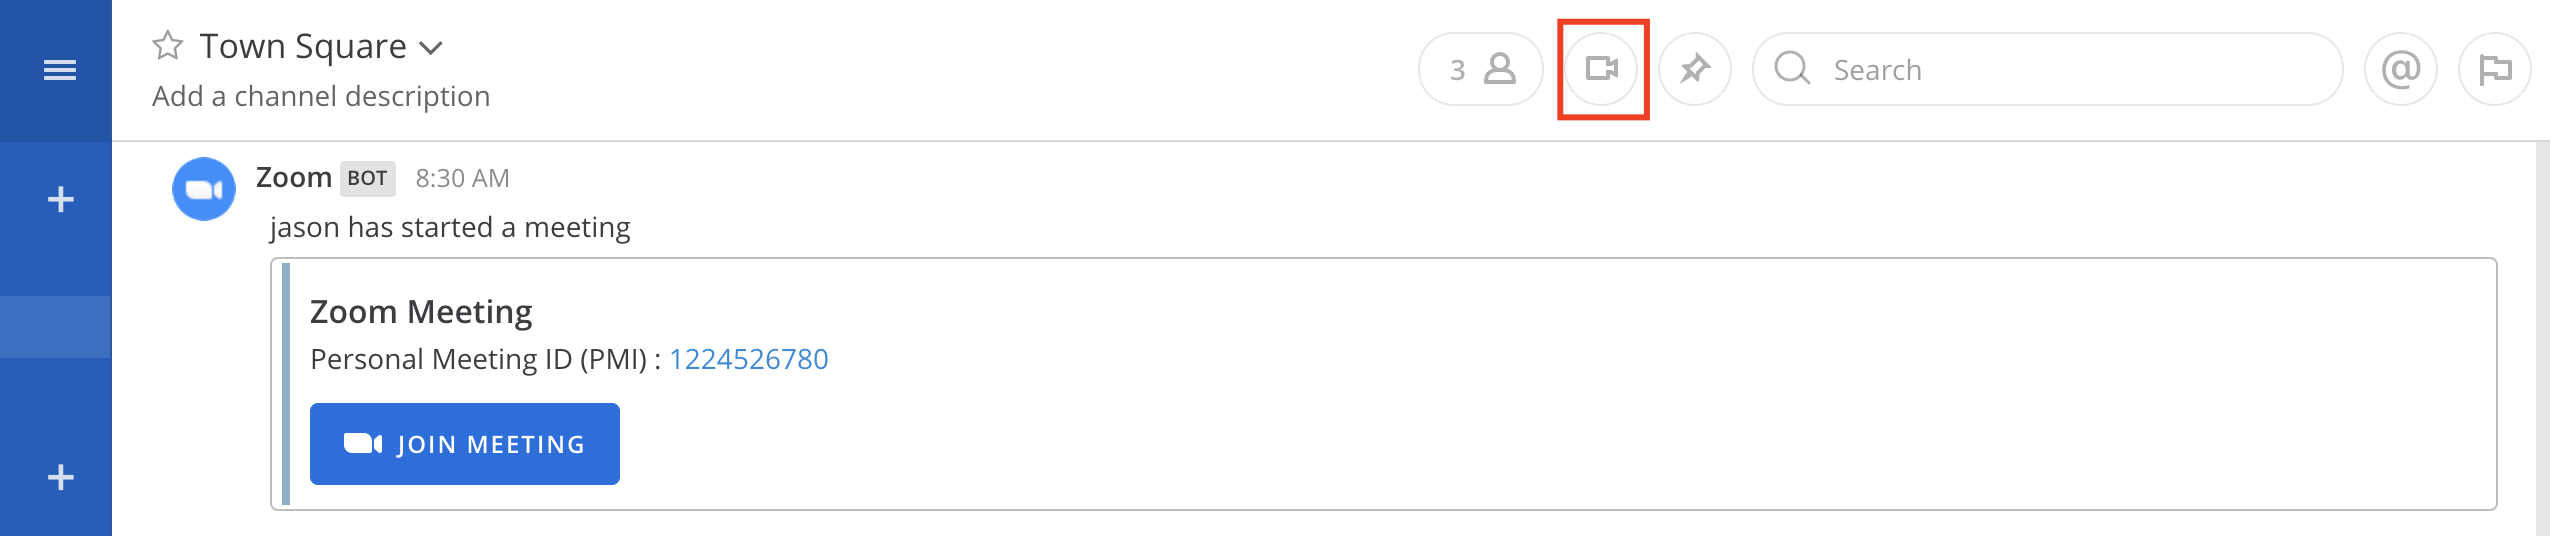 Town Square
Add a channel description
3
Search
@
Zoom BOT 8:30 AM
jason has started a meeting
Zoom Meeting
Personal Meeting ID (PMI) : 1224526780
JOIN MEETING